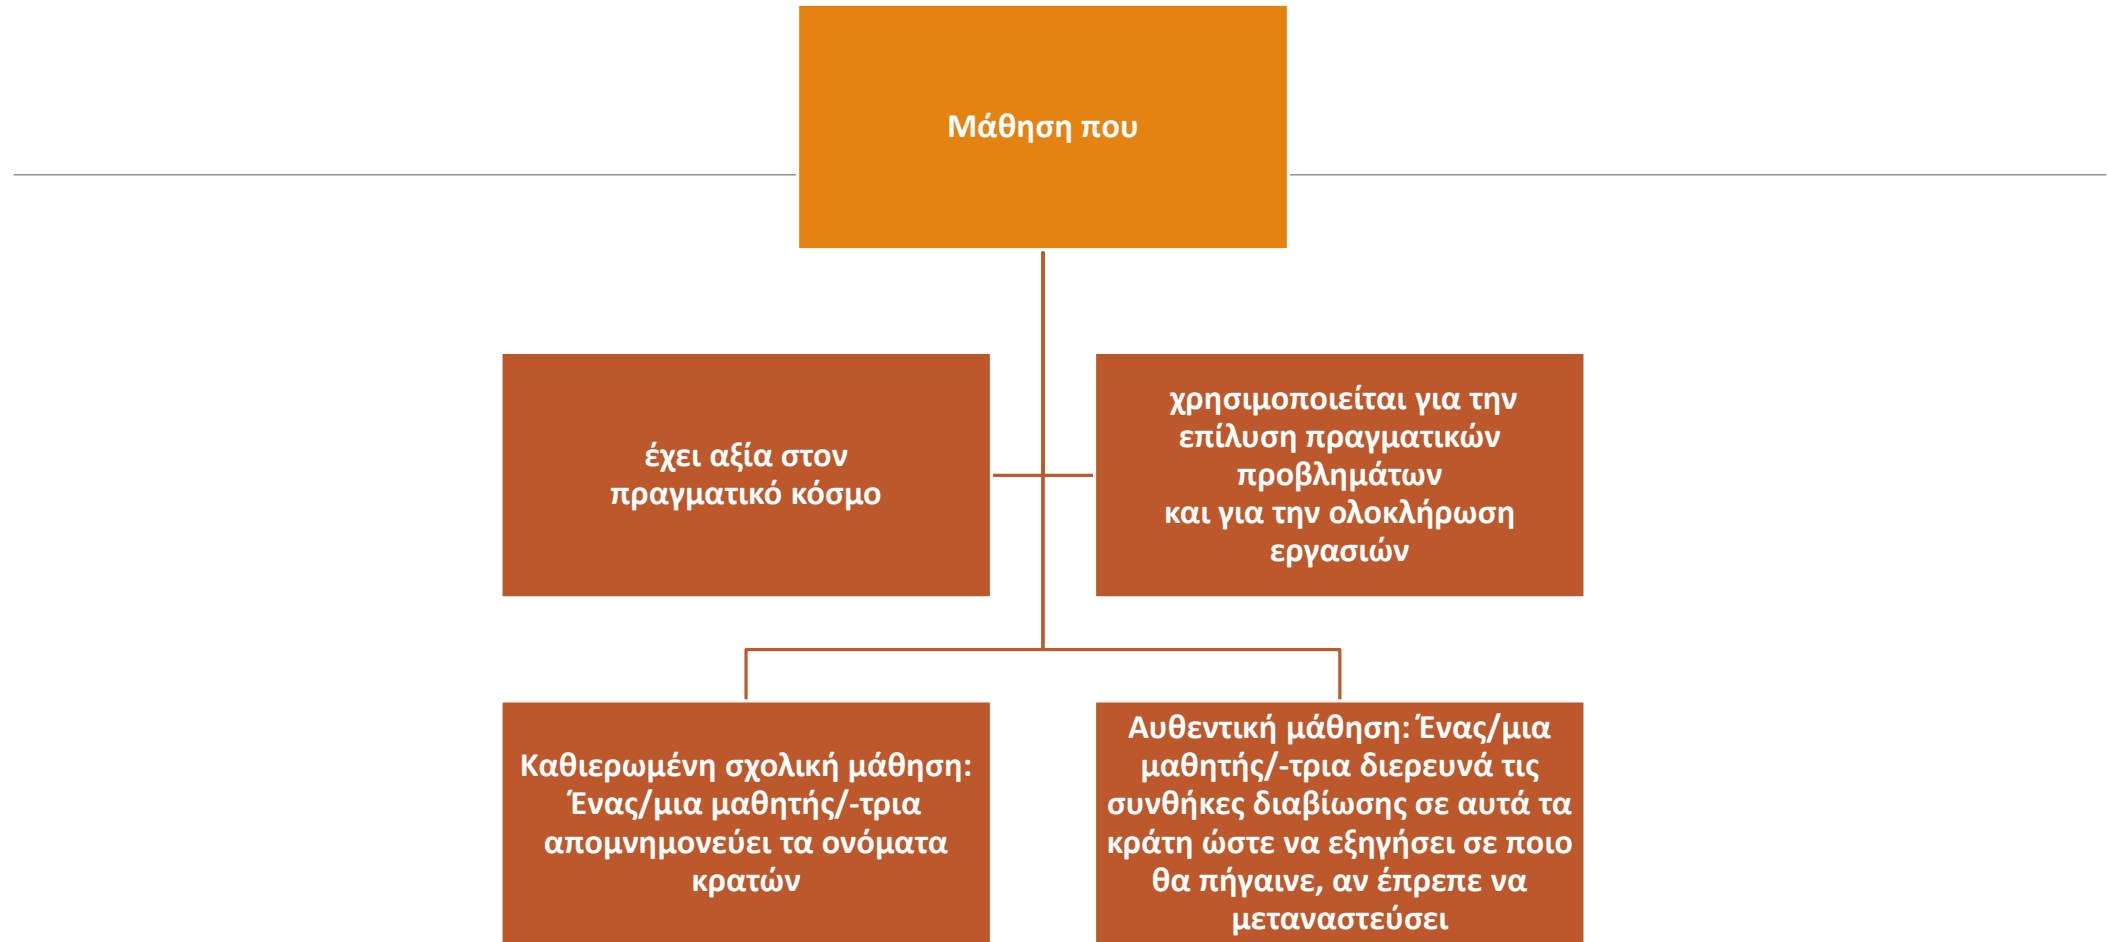 Μάθηση που
έχει αξία στον
πραγματικό κόσμο
χρησιμοποιείται για την
επίλυση πραγματικών
προβλημάτων
και για την ολοκλήρωση
εργασιών
Καθιερωμένη σχολική μάθηση:
Ένας/μια μαθητής/-τρια
απομνημονεύει τα ονόματα
κρατών
Αυθεντική μάθηση: Ένας/μια
μαθητής/-τρια διερευνά τις
συνθήκες διαβίωσης σε αυτά τα
κράτη ώστε να εξηγήσει σε ποιο
θα πήγαινε, αν έπρεπε να
μεταναστεύσει